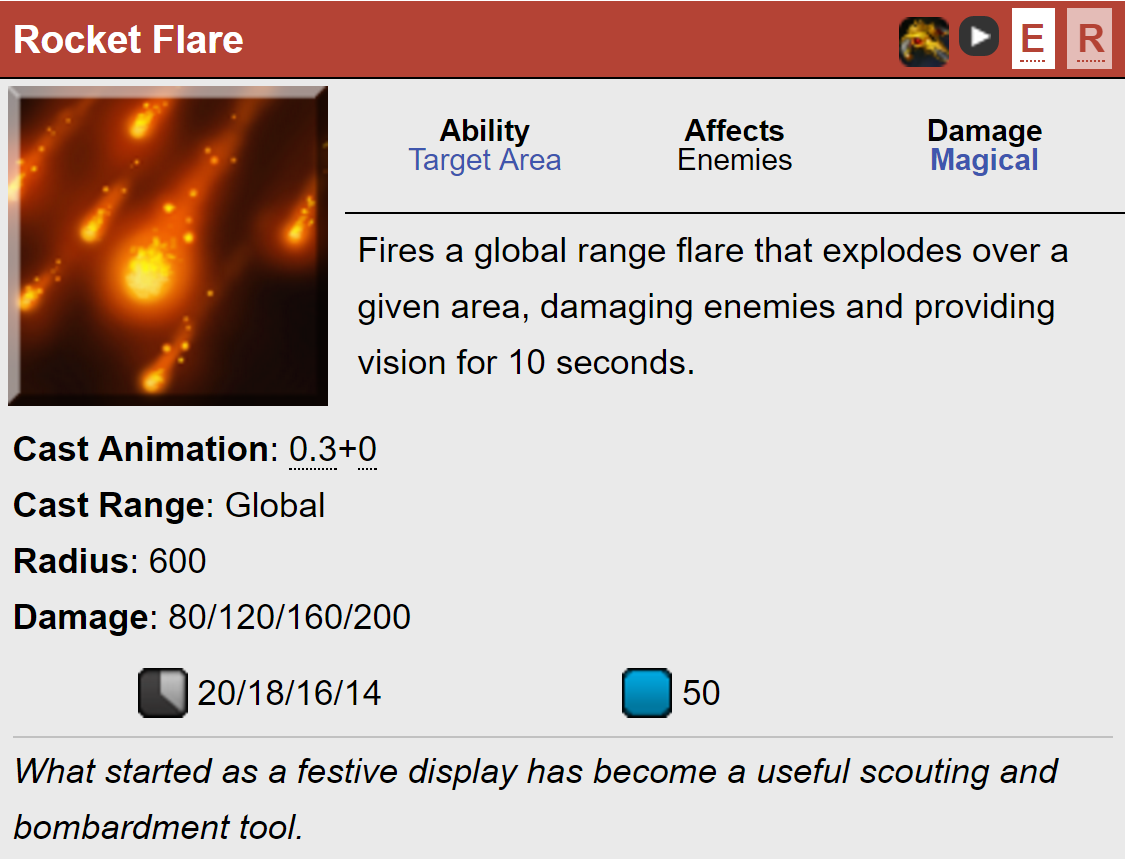 Rocket Flare
E R
Ability Affects Damage
Target Area Enemies Magical
Fires a global range flare that explodes over a
given area, damaging enemies and providing
vision for 10 seconds.
Cast Animation: 0.3+0
Cast Range: Global
Radius: 600
Damage: 80/120/160/200
20/18/16/14 50
What started as a festive display has become a useful scouting and
bombardment tool.